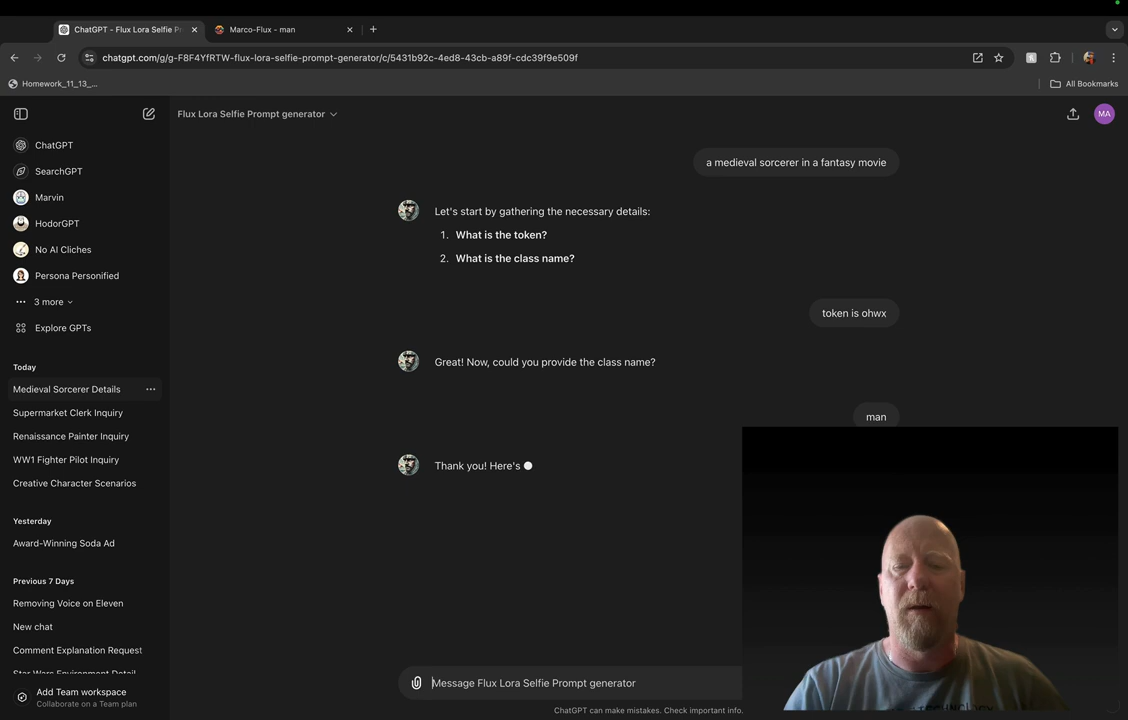 ChatGPT - Flux Lora Selfie Pr
Marco-Flux - man
chatgpt.com/g/g-F8F4YfRTW-flux-lora-selfie-prompt-generator/c/5431b92c-4ed8-43cb-a89f-cdc39f9e509f
Homework_11_13_...
All Bookmarks
Flux Lora Selfie Prompt generator
MA
ChatGPT
SearchGPT
Marvin
HodorGPT
No AI Cliches
Persona Personified
3 more
Explore GPTs
Today
Medieval Sorcerer Details
Supermarket Clerk Inquiry
Renaissance Painter Inquiry
WW1 Fighter Pilot Inquiry
Creative Character Scenarios
Yesterday
Award-Winning Soda Ad
Previous 7 Days
Removing Voice on Eleven
New chat
Comment Explanation Request
Star Wars Environment Detail
Add Team workspace
Collaborate on a Team plan
a medieval sorcerer in a fantasy movie
Let's start by gathering the necessary details:
1. What is the token?
2. What is the class name?
token is ohwx
Great! Now, could you provide the class name?
man
Thank you! Here's
Message Flux Lora Selfie Prompt generator
ChatGPT can make mistakes. Check important info.